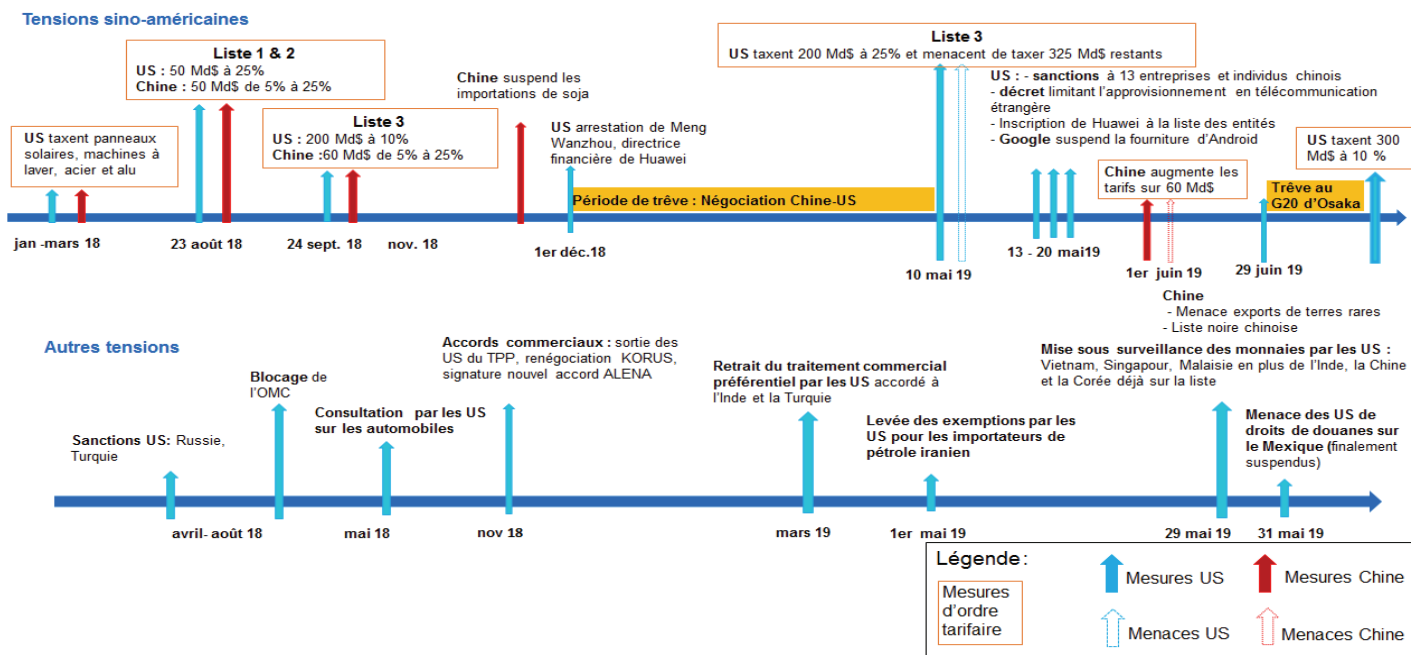 Tensions sino-américaines
US taxent panneaux
solaires, machines à
laver, acier et alu
jan -mars 18
Liste 1 & 2
US : 50 Md$ à 25%
Chine : 50 Md$ de 5% à 25%
23 août 18
Liste 3
US : 200 Md$ à 10%
Chine :60 Md$ de 5% à 25%
24 sept. 18
Chine suspend les
importations de soja
nov. 18
US arrestation de Meng
Wanzhou, directrice
financière de Huawei
1er déc.18
Période de trêve : Négociation Chine-US
Liste 3
US taxent 200 Md$ à 25% et menacent de taxer 325 Md$ restants
10 mai 19
US : - sanctions à 13 entreprises et individus chinois
- décret limitant l'approvisionnement en télécommunication
étrangère
- Inscription de Huawei à la liste des entités
- Google suspend la fourniture d'Android
13 - 20 mai19
Chine augmente les
tarifs sur 60 Md$
1er juin 19
Chine
- Menace exports de terres rares
- Liste noire chinoise
29 juin 19
Trêve au
G20 d'Osaka
US taxent 300
Md$ à 10 %
Autres tensions
Sanctions US: Russie,
Turquie
avril- août 18
Blocage de
l'OMC
Consultation par les US
sur les automobiles
mai 18
Accords commerciaux : sortie des
US du TPP, renégociation KORUS,
signature nouvel accord ALENA
nov 18
Retrait du traitement commercial
préférentiel par les US accordé à
l'Inde et la Turquie
mars 19
Levée des exemptions par les
US pour les importateurs de
pétrole iranien
1er mai 19
Mise sous surveillance des monnaies par les US :
Vietnam, Singapour, Malaisie en plus de l'Inde, la Chine
et la Corée déjà sur la liste
29 mai 19
Menace des US de
droits de douanes sur
le Mexique (finalement
suspendus)
31 mai 19
Légende :
Mesures
d'ordre
tarifaire
Mesures US
Mesures Chine
Menaces US
Menaces Chine